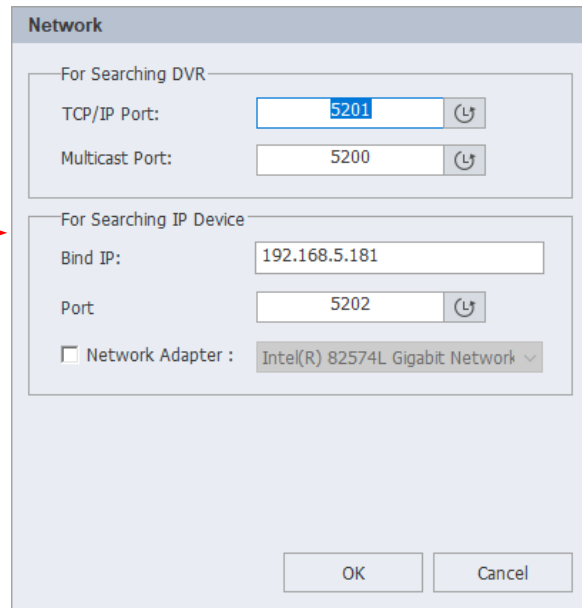 Network
For Searching DVR
TCP/IP Port: 5201
Multicast Port: 5200
For Searching IP Device
Bind IP: 192.168.5.181
Port 5202
Network Adapter : Intel(R) 82574L Gigabit Network
OK Cancel